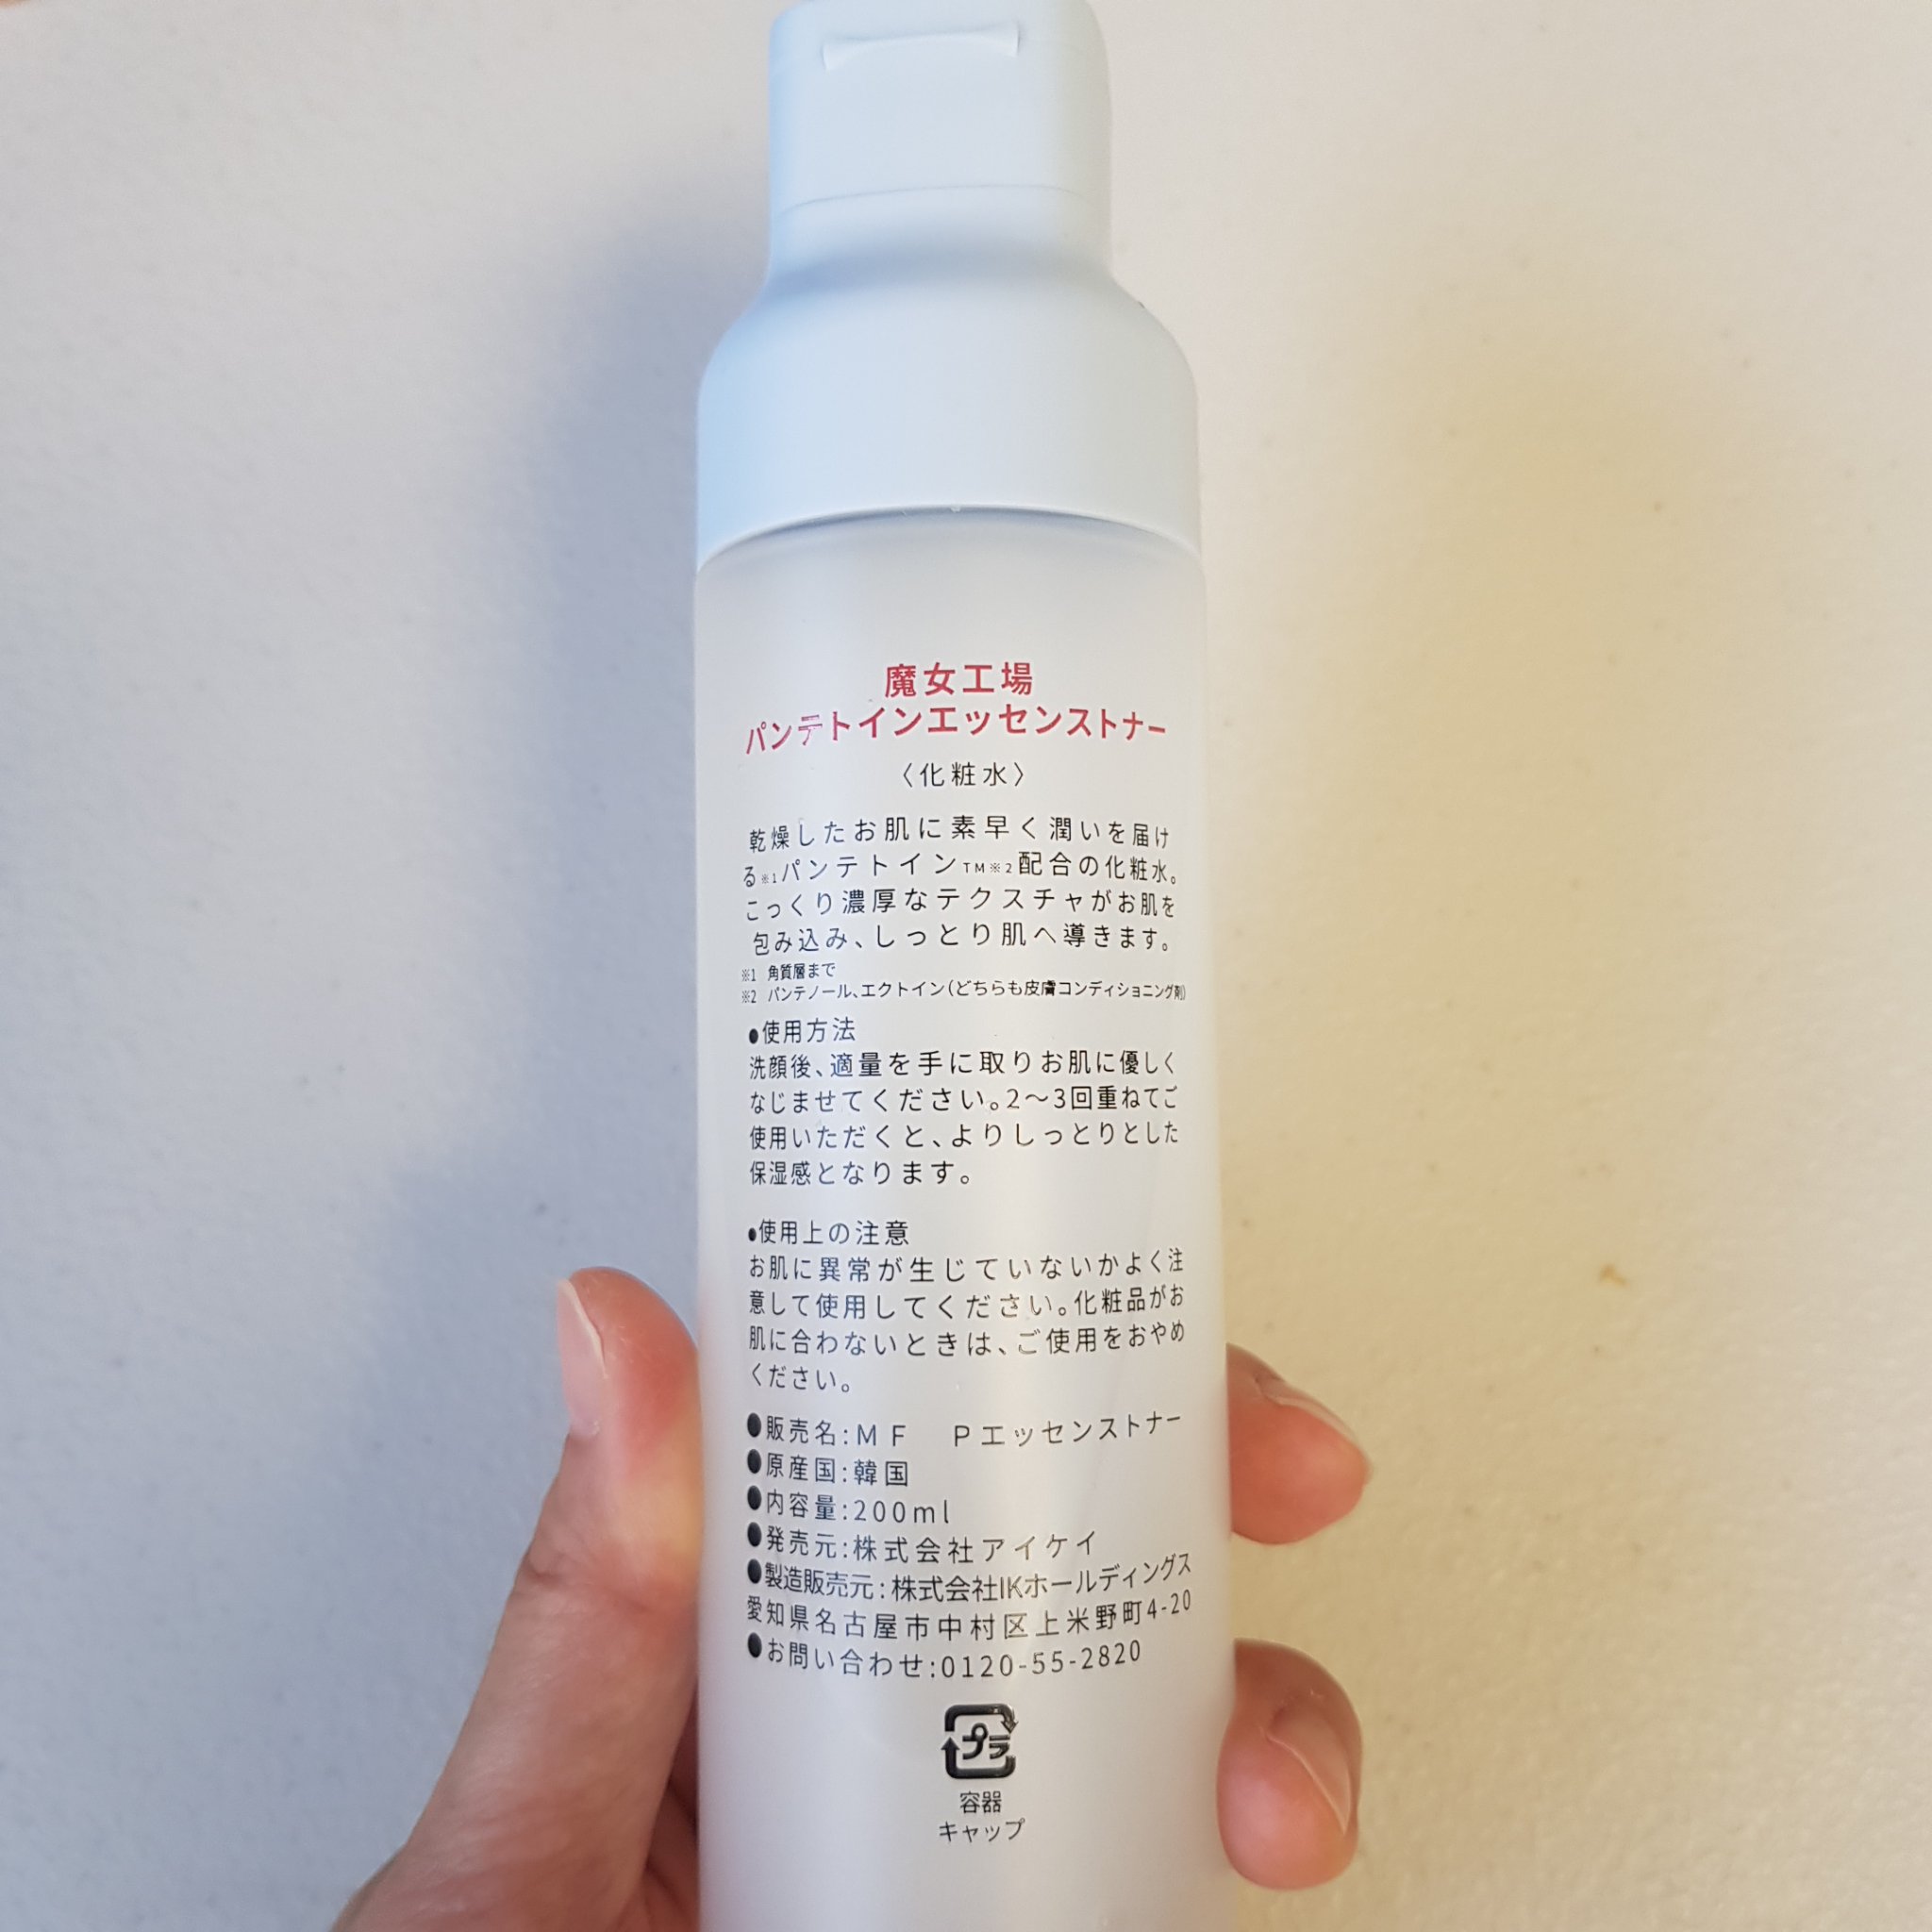 魔女工場
パンテトインエッセンストナー
〈化粧水〉
乾燥したお肌に素早く潤いを届け
る※1パンテトインTM※2配合の化粧水。
こっくり濃厚なテクスチャがお肌を
包み込み、しっとり肌へ導きます。
※1 角質層まで
※2 パンテノール、エクトイン(どちらも皮膚コンディショニング剤)
●使用方法
洗顔後、適量を手に取りお肌に優しく
なじませてください。2〜3回重ねてご
使用いただくと、よりしっとりとした
保湿感となります。
●使用上の注意
お肌に異常が生じていないかよく注
意して使用してください。化粧品がお
肌に合わないときは、ご使用をおやめ
ください。
●販売名:MF Pエッセンストナー
●原産国:韓国
●内容量:200ml
●発売元:株式会社アイケイ
●製造販売元:株式会社IKホールディングス
愛知県名古屋市中村区上米野町4-20
●お問い合わせ:0120-55-2820
プラ
容器
キャップ